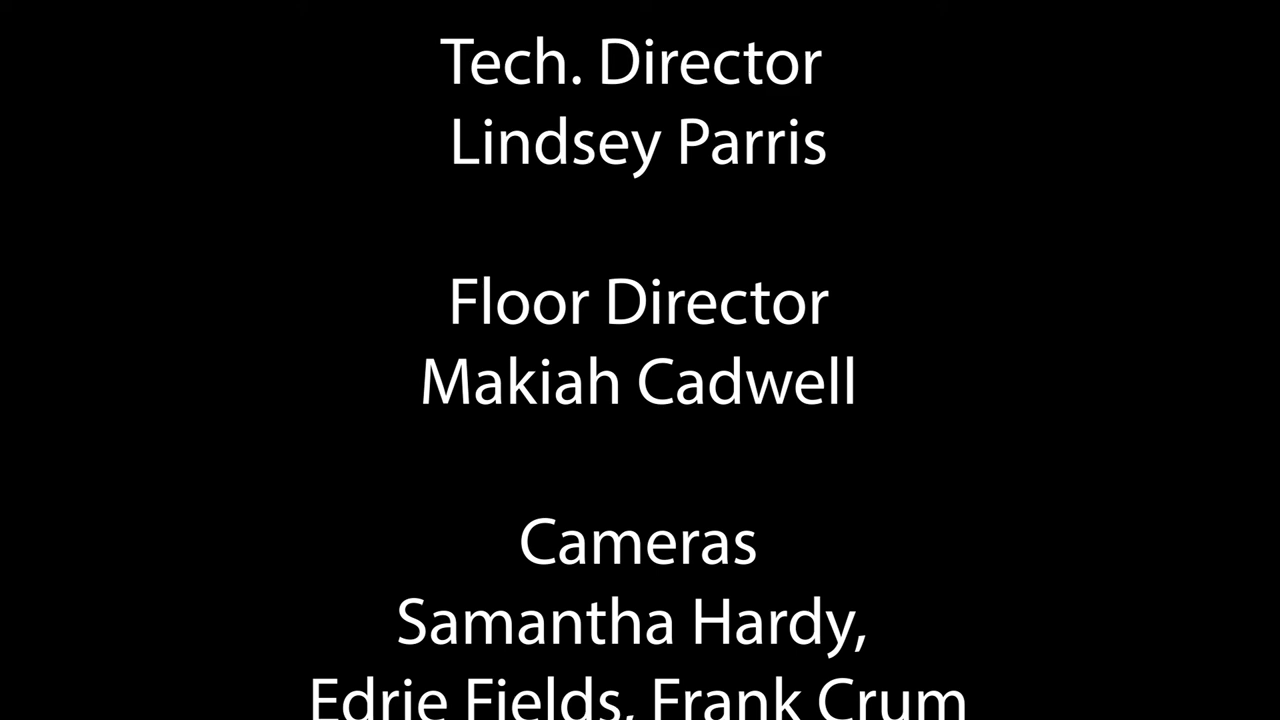 Tech. Director
Lindsey Parris
Floor Director
Makiah Cadwell
Cameras
Samantha Hardy,
Edrie Fields, Frank Crum